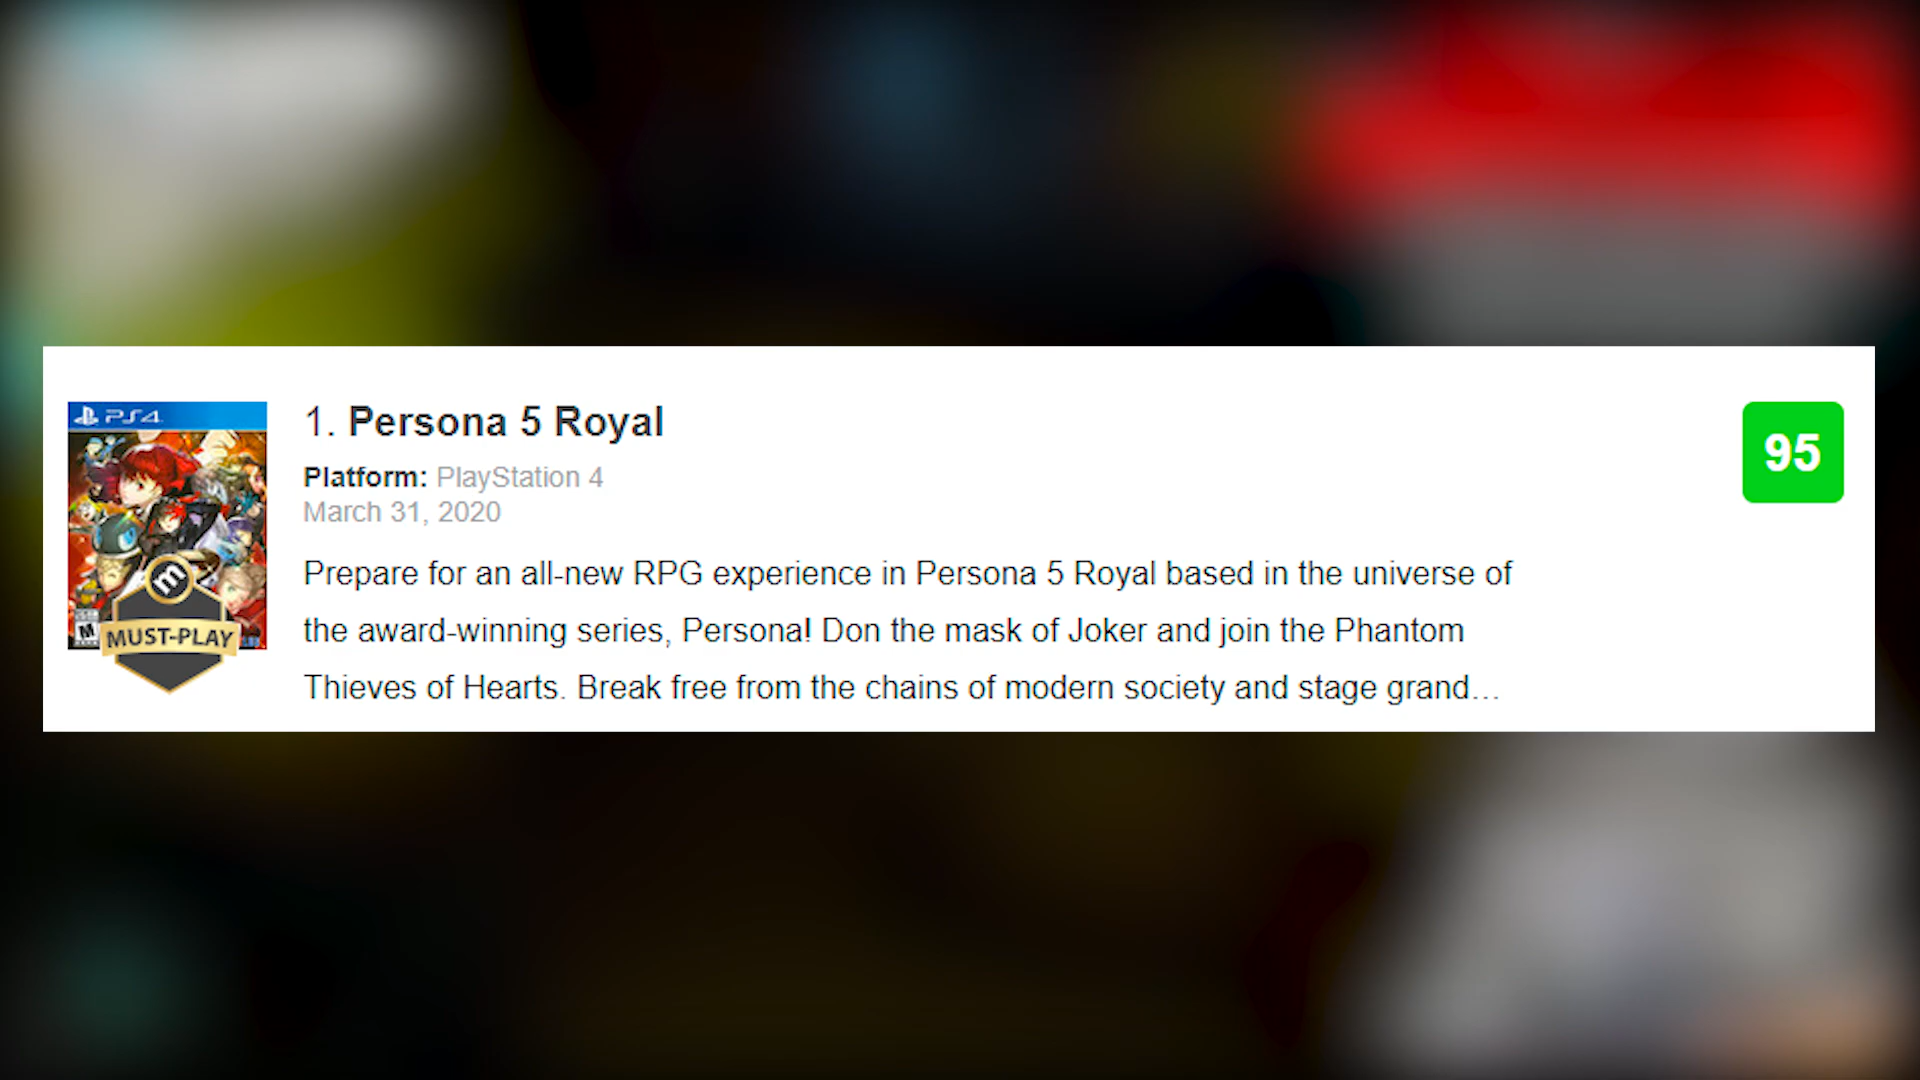 PS4
1. Persona 5 Royal
95
Platform: PlayStation 4
March 31, 2020
Prepare for an all-new RPG experience in Persona 5 Royal based in the universe of
the award-winning series, Persona! Don the mask of Joker and join the Phantom
Thieves of Hearts. Break free from the chains of modern society and stage grand…
m
M
MUST-PLAY